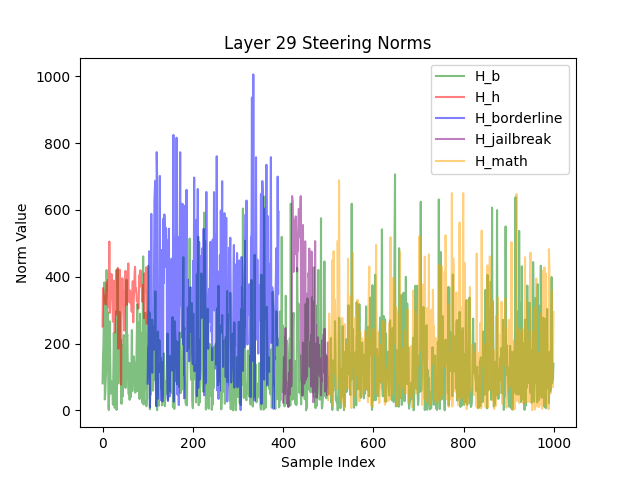 Layer 29 Steering Norms
Norm Value
1000
800
600
400
200
0
H_b
H_h
H_borderline
H_jailbreak
H_math
0 200 400 600 800 1000
Sample Index